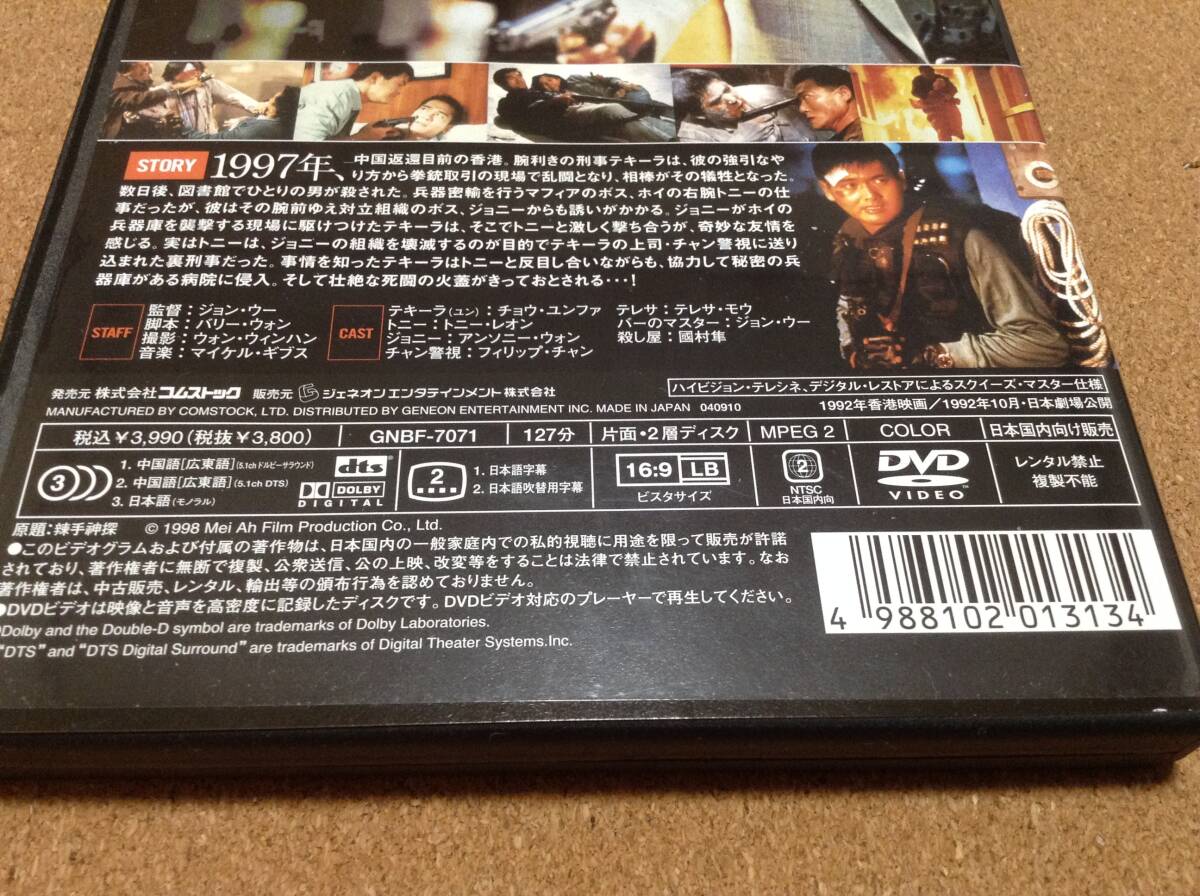 STORY 1997年、中国返還目前の香港。腕利きの刑事テキーラは、彼の強引なや
り方から拳銃取引の現場で乱闘となり、相棒がその犠牲となった。
数日後、図書館でひとりの男が殺された。兵器密輸を行うマフィアのボス、ホイの右腕トニーの仕
事だったが、彼はその腕前ゆえ対立組織のボス、ジョニーからも誘いがかかる。ジョニーがホイの
兵器庫を襲撃する現場に駆けつけたテキーラは、そこでトニーと激しく撃ち合うが、奇妙な友情を
感じる。実はトニーは、ジョニーの組織を壊滅するのが目的でテキーラの上司・チャン警視に送り
込まれた裏刑事だった。事情を知ったテキーラはトニーと反目し合いながらも、協力して秘密の兵
器庫がある病院に侵入。そして壮絶な死闘の火蓋がきっておとされる・・・!
STAFF
監督：ジョン・ウー
脚本：バリー・ウォン
撮影：ウォン・ウィンハン
音楽：マイケル・ギブス
CAST
テキーラ(ユン)：チョウ・ユンファ
トニー：トニー・レオン
ジョニー：アンソニー・ウォン
チャン警視：フィリップ・チャン
テレサ：テレサ・モウ
バーのマスター：ジョン・ウー
殺し屋：國村隼
発売元 株式会社コムストック 販売元 ジェネオン エンタテインメント 株式会社
MANUFACTURED BY COMSTOCK, LTD. DISTRIBUTED BY GENEON ENTERTAINMENT INC. MADE IN JAPAN 040910
ハイビジョン・テレシネ、デジタル・レストアによるスクイーズ・マスター仕様
1992年香港映画／1992年10月・日本劇場公開
税込￥3,990(税抜￥3,800) GNBF-7071 127分 片面・2層ディスク MPEG 2 COLOR 日本国内向け販売
3
1. 中国語[広東語](5.1ch ドルビーサラウンド)
2. 中国語[広東語](5.1ch DTS)
3. 日本語(モノラル)
dts
DOLBY
DIGITAL
2
1. 日本語字幕
2. 日本語吹替用字幕
16:9 LB
ビスタサイズ
2
NTSC
日本国内向
DVD
VIDEO
レンタル禁止
複製不能
原題：辣手神探 © 1998 Mei Ah Film Production Co., Ltd.
●このビデオグラムおよび付属の著作物は、日本国内の一般家庭内での私的視聴に用途を限って販売が許諾
されており、著作権者に無断で複製、公衆送信、公の上映、改変等をすることは法律で禁止されています。なお
著作権者は、中古販売、レンタル、輸出等の頒布行為を認めておりません。
●DVDビデオは映像と音声を高密度に記録したディスクです。DVDビデオ対応のプレーヤーで再生してください。
Dolby and the Double-D symbol are trademarks of Dolby Laboratories.
"DTS" and "DTS Digital Surround" are trademarks of Digital Theater Systems,Inc.
4 988102 013134